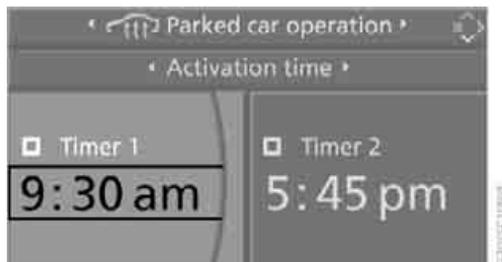 Parked car operation
Activation time
Timer 1
9:30 am
Timer 2
5:45 pm